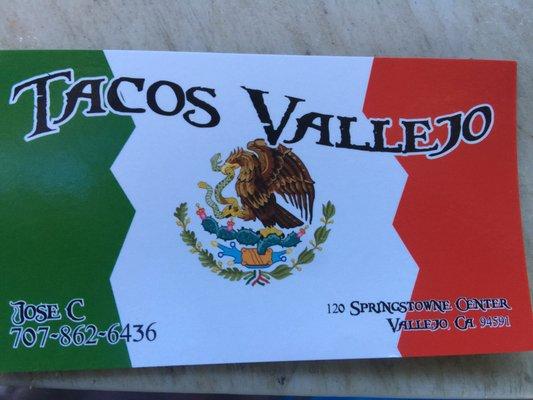 TACOS VALLEJO
JOSE C
707-862-6436
120 SPRINGSTOWNE CENTER
VALLEJO, CA 94591